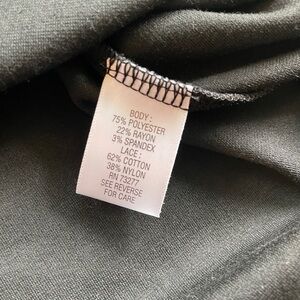 BODY :
75% POLYESTER
22% RAYON
3% SPANDEX
LACE :
62% COTTON
38% NYLON
RN 73277
SEE REVERSE
FOR CARE